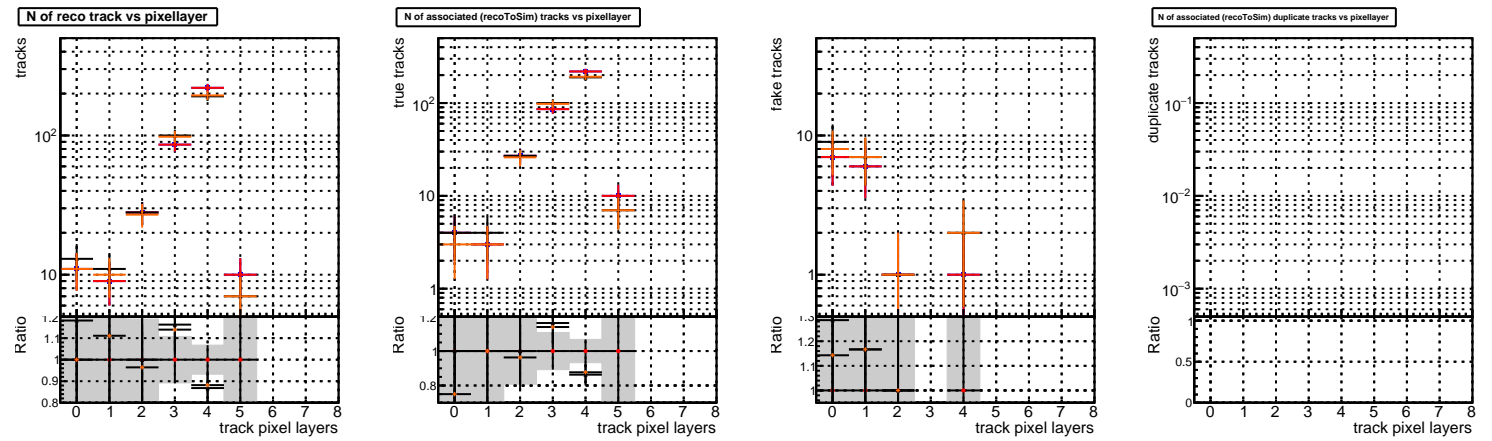 N of reco track vs pixellayer
tracks
10²
10
Ratio
1.2
1.1
1
0.9
0.8
0 1 2 3 4 5 6 7 8
track pixel layers
N of associated (recoToSim) tracks vs pixellayer
true tracks
10²
10
1
Ratio
1.2
1
0.8
0 1 2 3 4 5 6 7 8
track pixel layers
fake tracks
10
1
Ratio
1.3
1.2
1.1
1
0 1 2 3 4 5 6 7 8
track pixel layers
N of associated (recoToSim) duplicate tracks vs pixellayer
duplicate tracks
10⁻¹
10⁻²
10⁻³
Ratio
1
0.5
0
0 1 2 3 4 5 6 7 8
track pixel layers